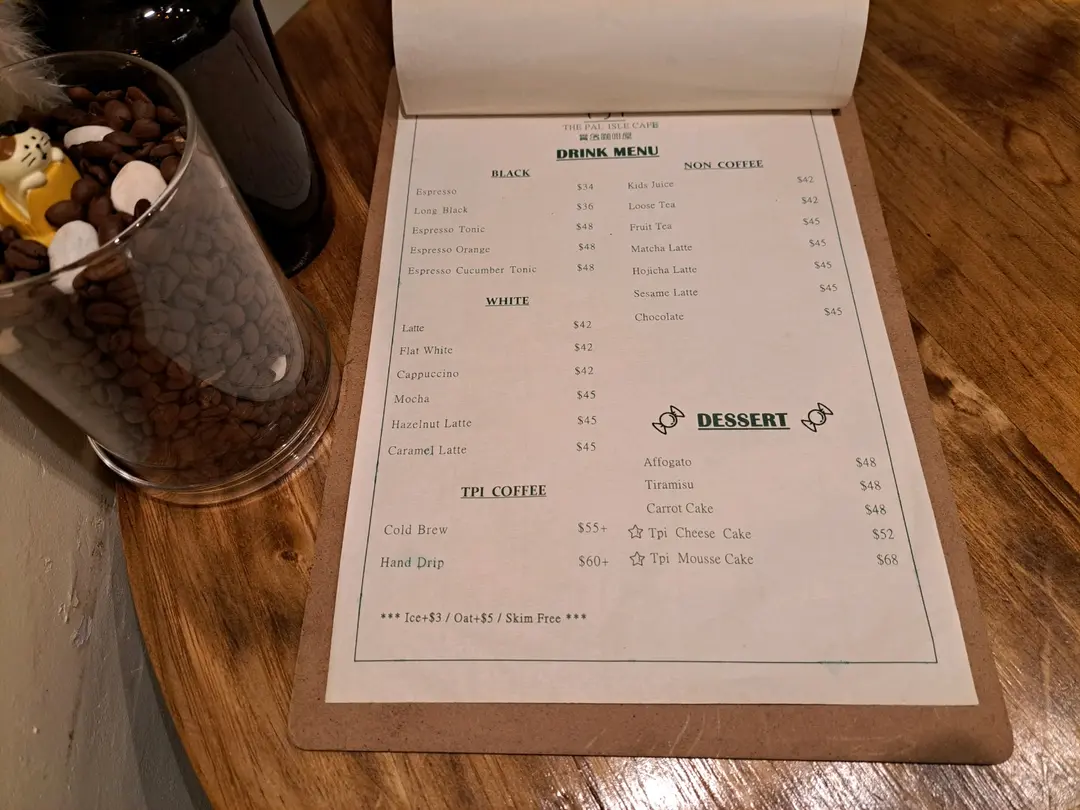 THE PAL ISLE CAFE
DRINK MENU
BLACK
Espresso $34
Long Black $36
Espresso Tonic $48
Espresso Orange $48
Espresso Cucumber Tonic $48
WHITE
Latte $42
Flat White $42
Cappuccino $42
Mocha $45
Hazelnut Latte $45
Caramel Latte $45
TPI COFFEE
Cold Brew $55+
Hand Drip $60+
*** Ice+$3 / Oat+$5 / Skim Free ***
NON COFFEE
Kids Juice $42
Loose Tea $42
Fruit Tea $45
Matcha Latte $45
Hojicha Latte $45
Sesame Latte $45
Chocolate $45
DESSERT
Affogato $48
Tiramisu $48
Carrot Cake $48
Tpi Cheese Cake $52
Tpi Mousse Cake $68